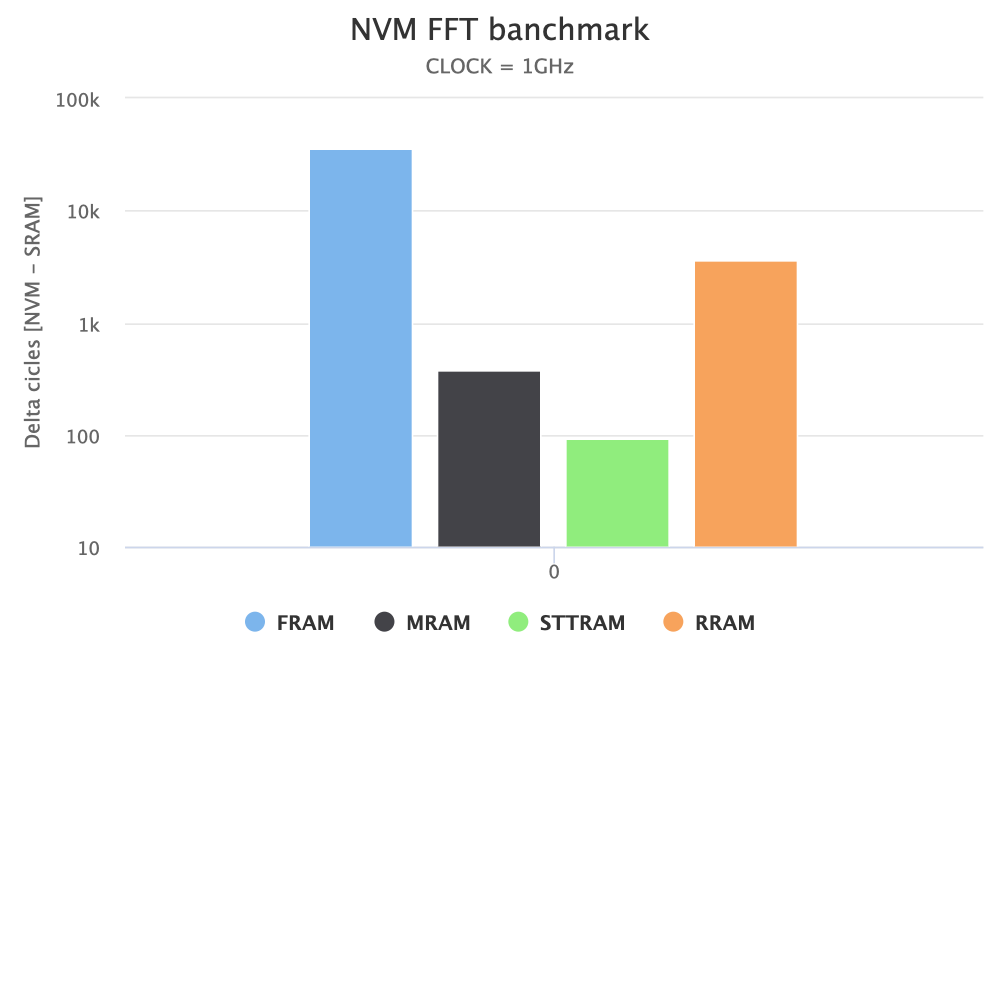 NVM FFT banchmark
CLOCK = 1GHz
Delta cicles [NVM – SRAM]
100k
10k
1k
100
10
0
FRAM
MRAM
STTRAM
RRAM